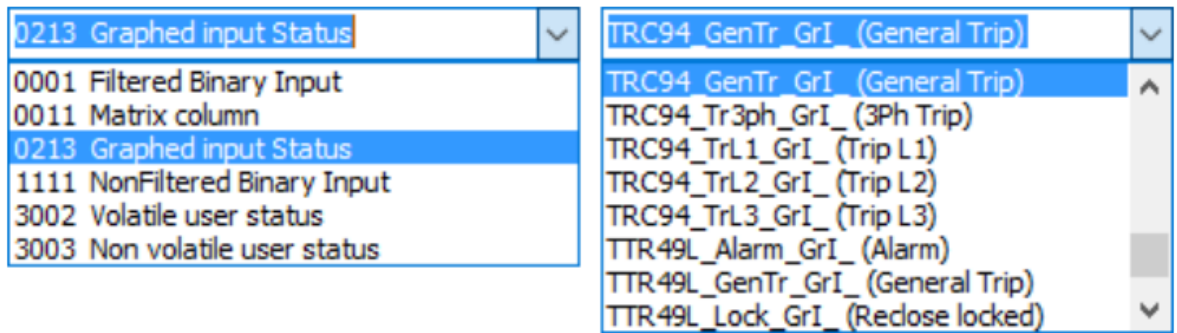 0213 Graphed input Status
0001 Filtered Binary Input
0011 Matrix column
0213 Graphed input Status
1111 NonFiltered Binary Input
3002 Volatile user status
3003 Non volatile user status
TRC94_GenTr_GrI_ (General Trip)
TRC94_GenTr_GrI_ (General Trip)
TRC94_Tr3ph_GrI_ (3Ph Trip)
TRC94_TrL1_GrI_ (Trip L1)
TRC94_TrL2_GrI_ (Trip L2)
TRC94_TrL3_GrI_ (Trip L3)
TTR49L_Alarm_GrI_ (Alarm)
TTR49L_GenTr_GrI_ (General Trip)
TTR49L_Lock_GrI_ (Reclose locked)